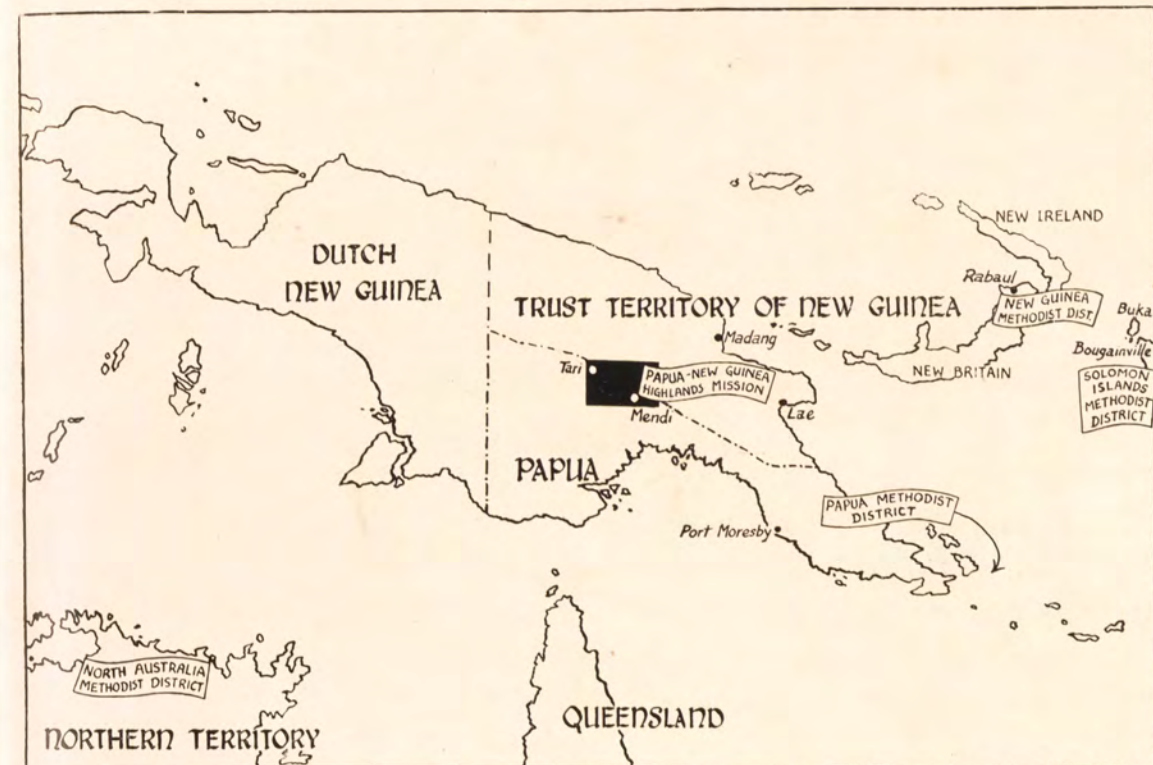 NEW IRELAND
DUTCH
NEW GUINEA
Rabaul
TRUST TERRITORY OF NEW GUINEA
NEW GUINEA
METHODIST DIST.
Buka
Madang
Bougainville
Tari
PAPUA-NEW GUINEA
HIGHLANDS MISSION
NEW BRITAIN
SOLOMON
ISLANDS
METHODIST
DISTRICT
Mendi
Lae
PAPUA
PAPUA METHODIST
DISTRICT
Port Moresby
NORTH AUSTRALIA
METHODIST DISTRICT
QUEENSLAND
NORTHERN TERRITORY